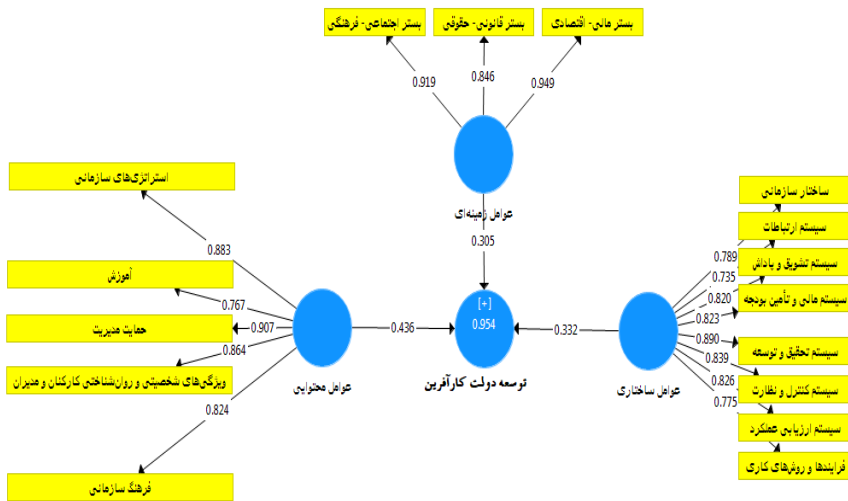 بستر اجتماعی- فرهنگی
بستر قانونی- حقوقی
بستر مالی- اقتصادی
0.919
0.846
0.949
عوامل زمینه‌ای
0.305
استراتژی‌های سازمانی
آموزش
حمایت مدیریت
ویژگی‌های شخصیتی و روان‌شناختی کارکنان و مدیران
فرهنگ سازمانی
0.883
0.767
0.907
0.864
0.824
عوامل محتوایی
0.436
[+]
0.954
توسعه دولت کارآفرین
0.332
عوامل ساختاری
0.789
0.735
0.820
0.823
0.890
0.839
0.826
0.775
ساختار سازمانی
سیستم ارتباطات
سیستم تشویق و پاداش
سیستم مالی و تأمین بودجه
سیستم تحقیق و توسعه
سیستم کنترل و نظارت
سیستم ارزیابی عملکرد
فرایندها و روش‌های کاری